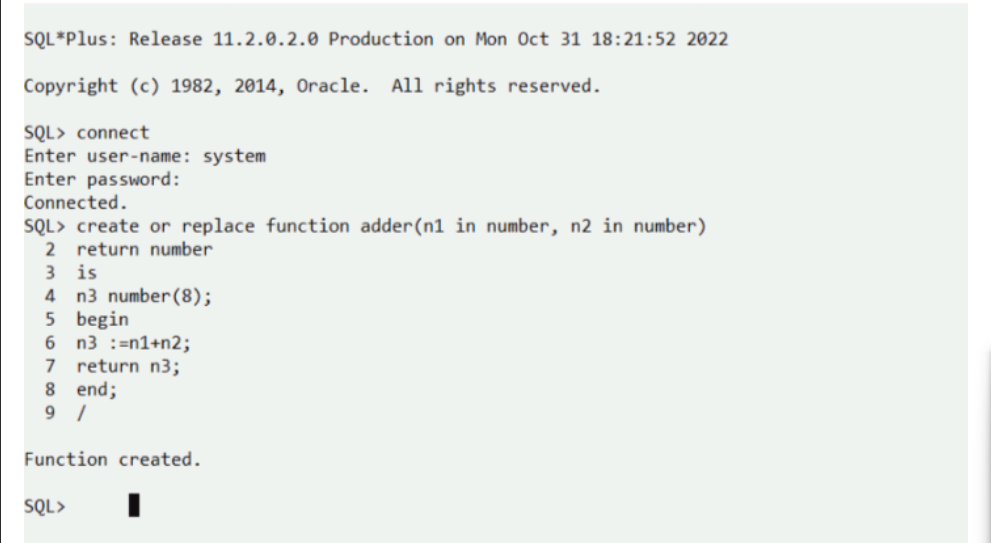 SQL*Plus: Release 11.2.0.2.0 Production on Mon Oct 31 18:21:52 2022
Copyright (c) 1982, 2014, Oracle.  All rights reserved.
SQL> connect
Enter user-name: system
Enter password:
Connected.
SQL> create or replace function adder(n1 in number, n2 in number)
  2  return number
  3  is
  4  n3 number(8);
  5  begin
  6  n3 :=n1+n2;
  7  return n3;
  8  end;
  9  /
Function created.
SQL>